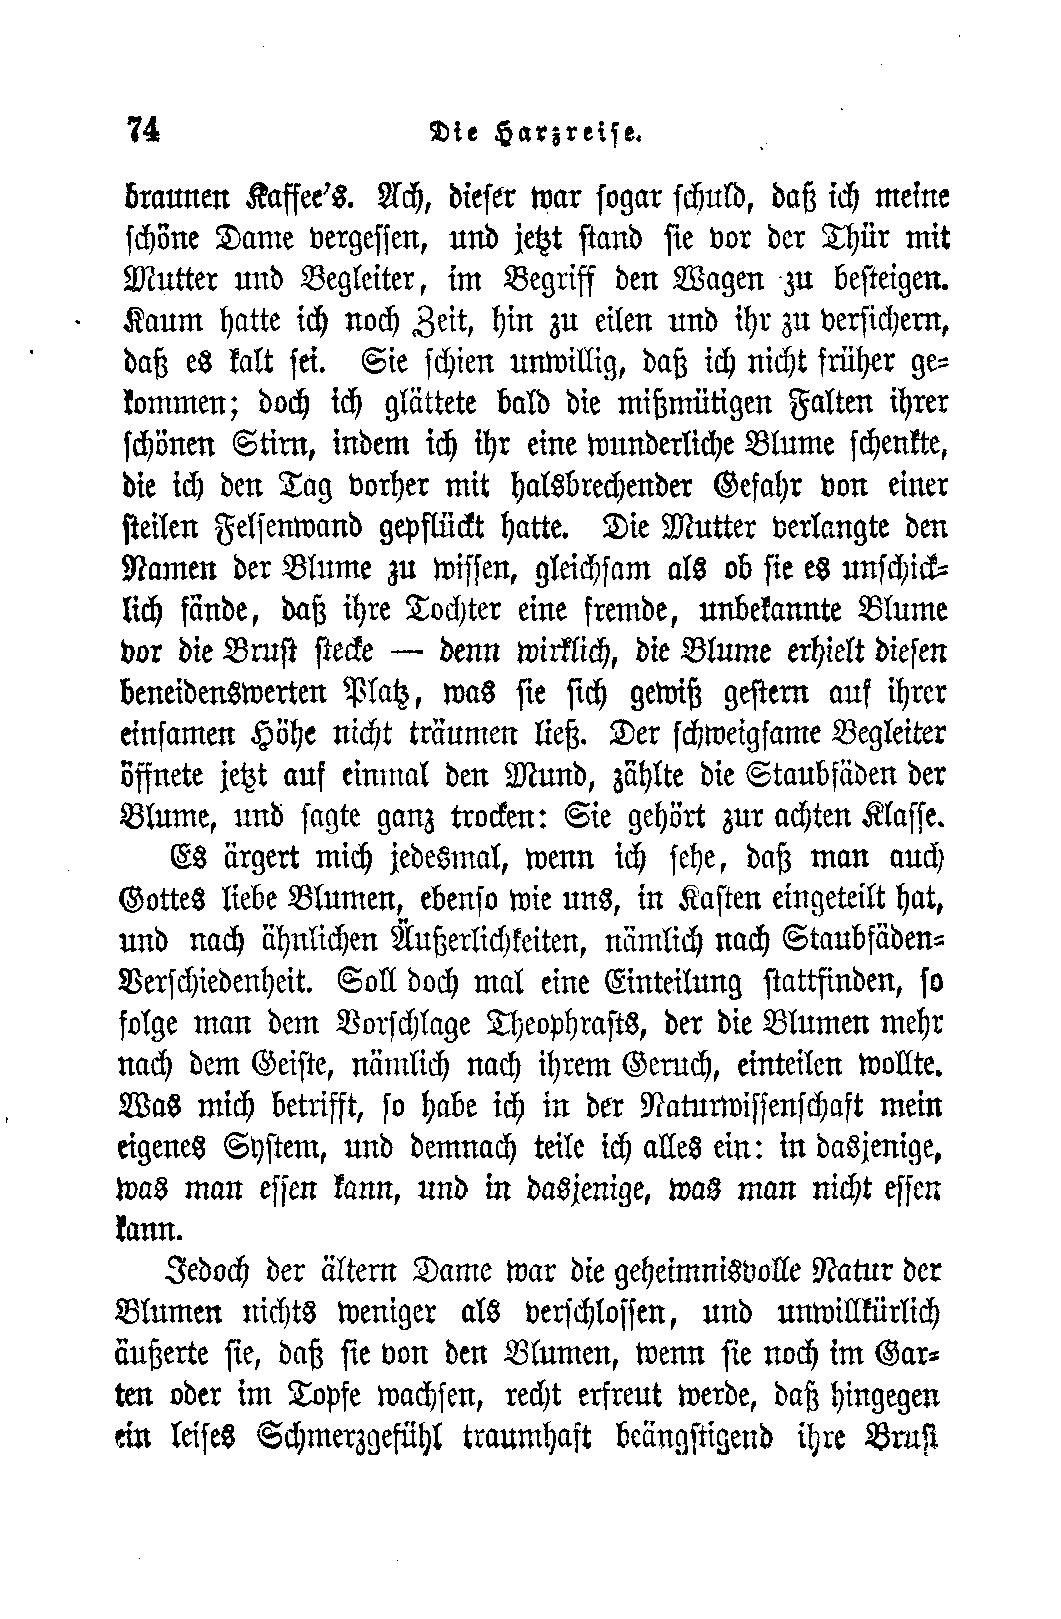 74 Die Harzreise.
braunen Kaffee's. Ach, dieser war sogar schuld, daß ich meine
schöne Dame vergessen, und jetzt stand sie vor der Thür mit
Mutter und Begleiter, im Begriff den Wagen zu besteigen.
Kaum hatte ich noch Zeit, hin zu eilen und ihr zu versichern,
daß es kalt sei. Sie schien unwillig, daß ich nicht früher ge=
kommen; doch ich glättete bald die mißmütigen Falten ihrer
schönen Stirn, indem ich ihr eine wunderliche Blume schenkte,
die ich den Tag vorher mit halsbrechender Gefahr von einer
steilen Felsenwand gepflückt hatte. Die Mutter verlangte den
Namen der Blume zu wissen, gleichsam als ob sie es unschick=
lich fände, daß ihre Tochter eine fremde, unbekannte Blume
vor die Brust stecke — denn wirklich, die Blume erhielt diesen
beneidenswerten Platz, was sie sich gewiß gestern auf ihrer
einsamen Höhe nicht träumen ließ. Der schweigsame Begleiter
öffnete jetzt auf einmal den Mund, zählte die Staubfäden der
Blume, und sagte ganz trocken: Sie gehört zur achten Klasse.
Es ärgert mich jedesmal, wenn ich sehe, daß man auch
Gottes liebe Blumen, ebenso wie uns, in Kasten eingeteilt hat,
und nach ähnlichen Äußerlichkeiten, nämlich nach Staubfäden=
Verschiedenheit. Soll doch mal eine Einteilung stattfinden, so
folge man dem Vorschlage Theophrasts, der die Blumen mehr
nach dem Geiste, nämlich nach ihrem Geruch, einteilen wollte.
Was mich betrifft, so habe ich in der Naturwissenschaft mein
eigenes System, und demnach teile ich alles ein: in dasjenige,
was man essen kann, und in dasjenige, was man nicht essen
kann.
Jedoch der ältern Dame war die geheimnisvolle Natur der
Blumen nichts weniger als verschlossen, und unwillkürlich
äußerte sie, daß sie von den Blumen, wenn sie noch im Gar=
ten oder im Topfe wachsen, recht erfreut werde, daß hingegen
ein leises Schmerzgefühl traumhaft beängstigend ihre Brust